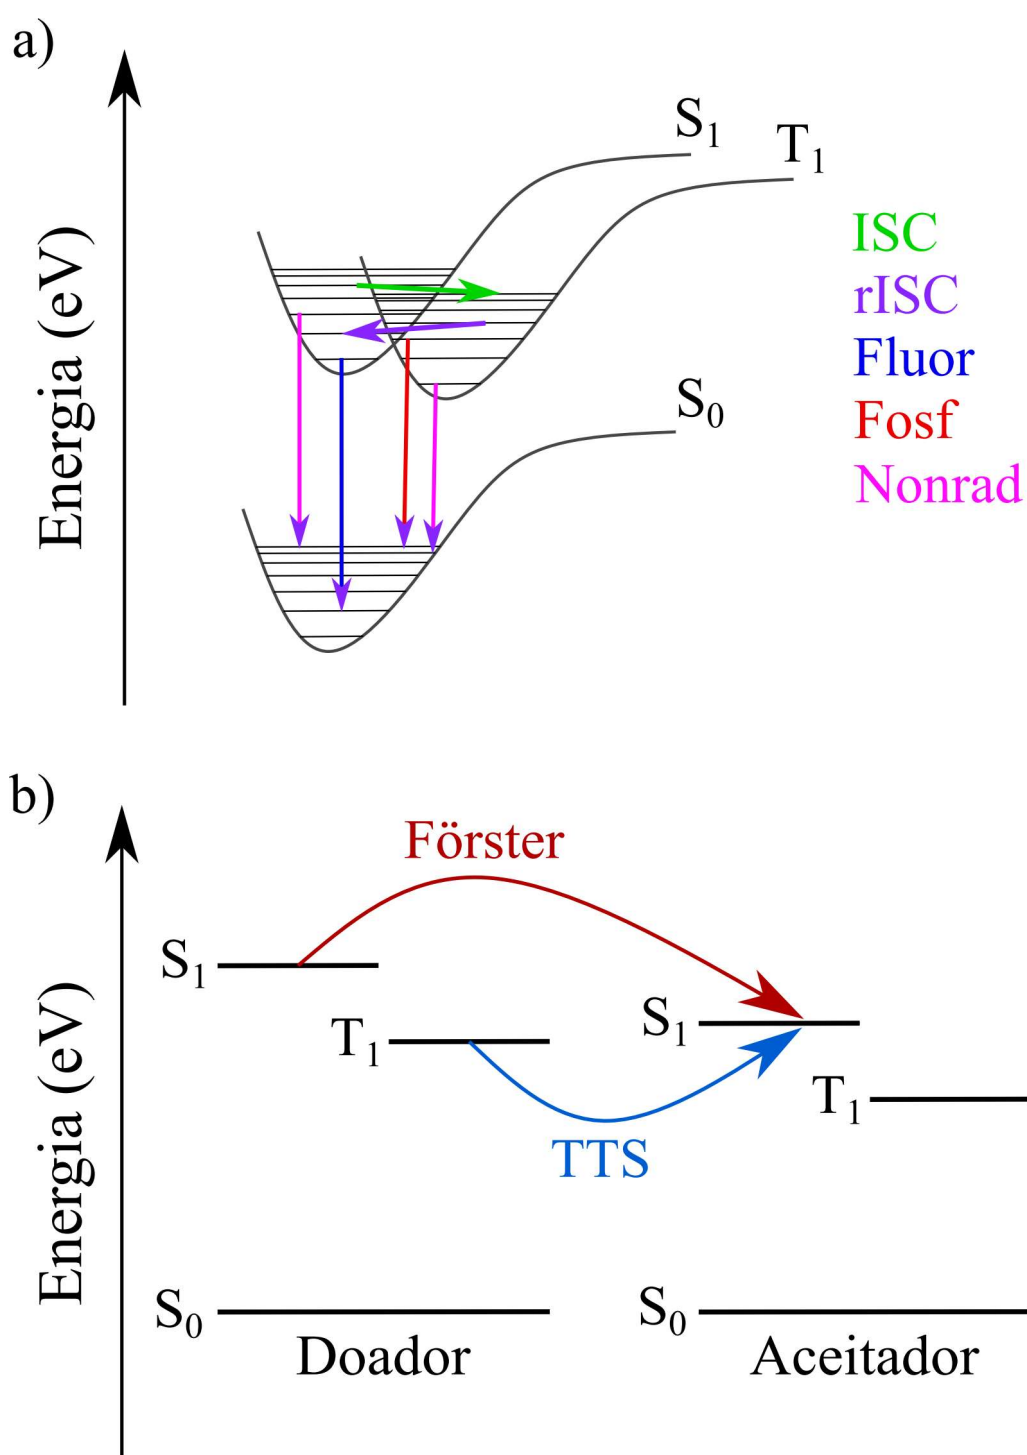 a)
Energia (eV)
S₁
T₁
S₀
ISC
rISC
Fluor
Fosf
Nonrad
b)
Energia (eV)
Förster
S₁
T₁
TTS
S₀
Doador
S₁
T₁
S₀
Aceitador